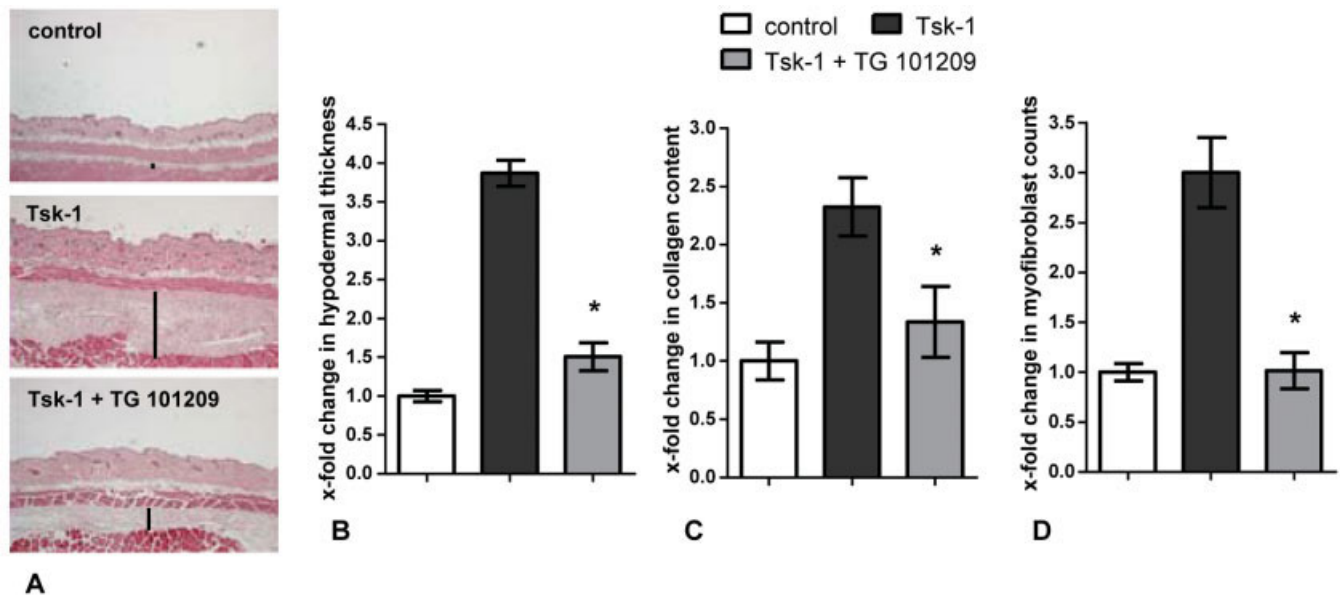 control
Tsk-1
Tsk-1 + TG 101209
A
control Tsk-1
Tsk-1 + TG 101209
x-fold change in hypodermal thickness
4.5
4.0
3.5
3.0
2.5
2.0
1.5
1.0
0.5
0.0
*
B
x-fold change in collagen content
3.0
2.5
2.0
1.5
1.0
0.5
0.0
*
C
x-fold change in myofibroblast counts
3.5
3.0
2.5
2.0
1.5
1.0
0.5
0.0
*
D